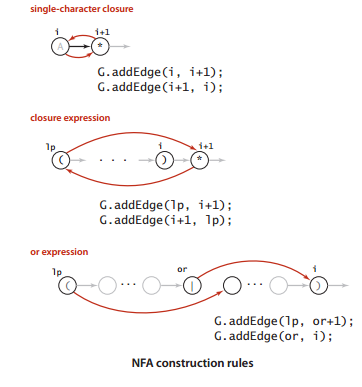 single-character closure
i i+1
A *
G.addEdge(i, i+1);
G.addEdge(i+1, i);
closure expression
lp i i+1
( . . . ) *
G.addEdge(lp, i+1);
G.addEdge(i+1, lp);
or expression
lp or i
( ... | ... )
G.addEdge(lp, or+1);
G.addEdge(or, i);
NFA construction rules